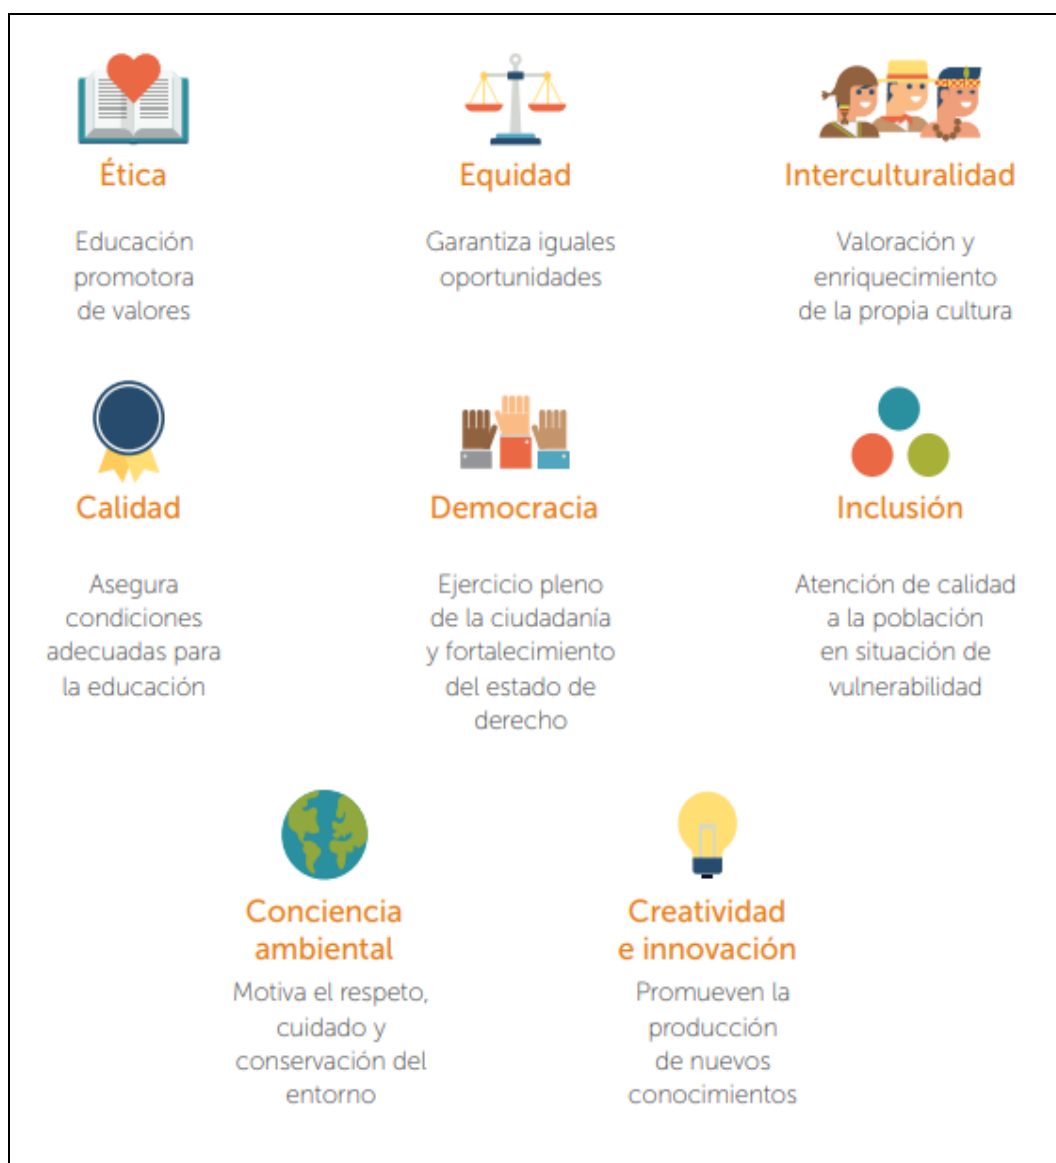 Ética
Educación
promotora
de valores
Equidad
Garantiza iguales
oportunidades
Interculturalidad
Valoración y
enriquecimiento
de la propia cultura
Calidad
Asegura
condiciones
adecuadas para
la educación
Democracia
Ejercicio pleno
de la ciudadanía
y fortalecimiento
del estado de
derecho
Inclusión
Atención de calidad
a la población
en situación de
vulnerabilidad
Conciencia
ambiental
Motiva el respeto,
cuidado y
conservación del
entorno
Creatividad
e innovación
Promueven la
producción
de nuevos
conocimientos